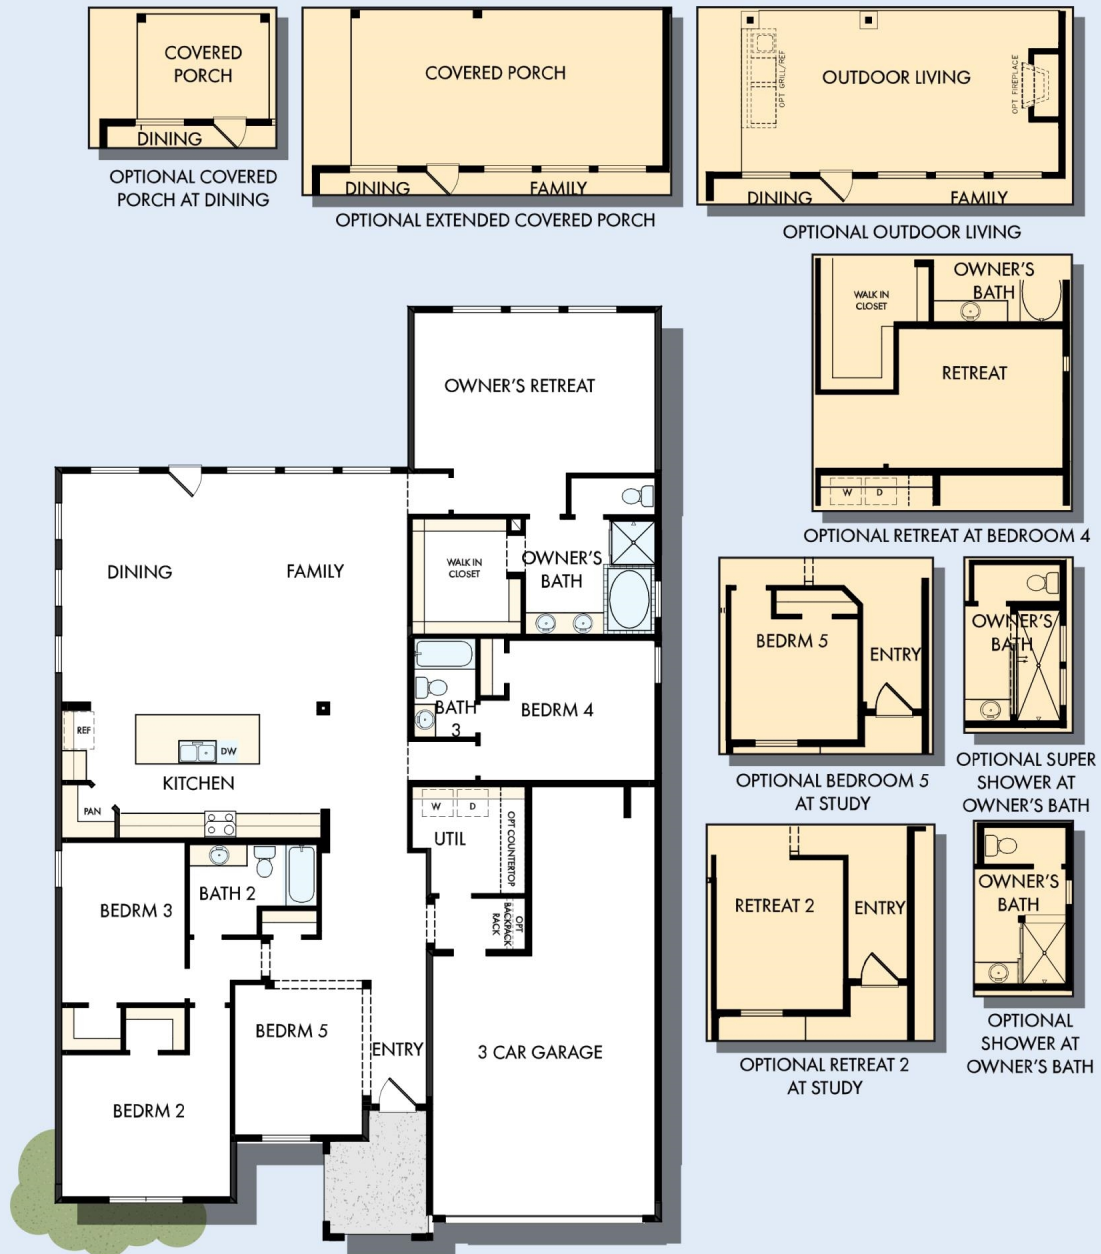 COVERED
PORCH
DINING
OPTIONAL COVERED
PORCH AT DINING
COVERED PORCH
DINING
FAMILY
OPTIONAL EXTENDED COVERED PORCH
OUTDOOR LIVING
OPT GRILL/REF
OPT FIREPLACE
DINING
FAMILY
OPTIONAL OUTDOOR LIVING
OWNER'S
BATH
WALK IN
CLOSET
RETREAT
W
D
OPTIONAL RETREAT AT BEDROOM 4
BEDRM 5
ENTRY
OPTIONAL BEDROOM 5
AT STUDY
OWNER'S
BATH
OPTIONAL SUPER
SHOWER AT
OWNER'S BATH
RETREAT 2
ENTRY
OPTIONAL RETREAT 2
AT STUDY
OWNER'S
BATH
OPTIONAL
SHOWER AT
OWNER'S BATH
OWNER'S RETREAT
DINING
FAMILY
WALK IN
CLOSET
OWNER'S
BATH
BATH
3
BEDRM 4
REF
DW
KITCHEN
PAN
W
D
UTIL
OPT COUNTERTOP
OPT
BACKPACK
RACK
BATH 2
BEDRM 3
BEDRM 5
ENTRY
3 CAR GARAGE
BEDRM 2